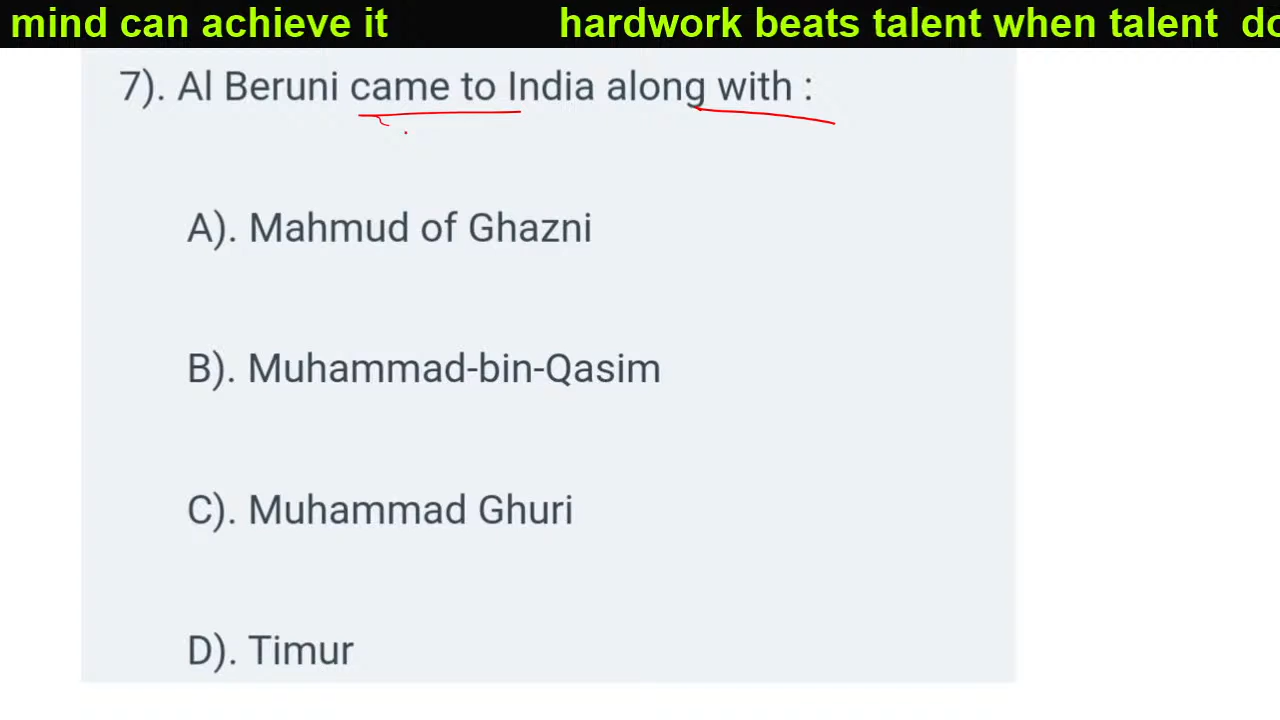 mind can achieve it hardwork beats talent when talent do
7). Al Beruni came to India along with :
A). Mahmud of Ghazni
B). Muhammad-bin-Qasim
C). Muhammad Ghuri
D). Timur